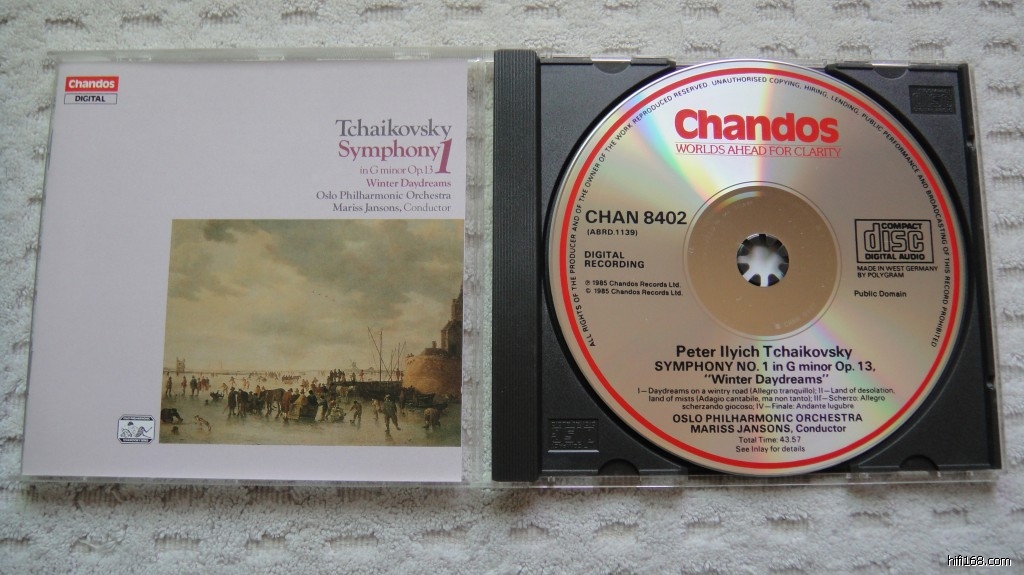 Chandos
DIGITAL
Tchaikovsky
Symphony 1
in G minor Op.13
Winter Daydreams
Oslo Philharmonic Orchestra
Mariss Jansons, Conductor
ALL RIGHTS OF THE PRODUCER AND OF THE OWNER OF THE WORK REPRODUCED RESERVED. UNAUTHORISED COPYING, HIRING, LENDING, PUBLIC PERFORMANCE AND BROADCASTING OF THIS RECORD PROHIBITED
Chandos
WORLDS AHEAD FOR CLARITY
CHAN 8402
(ABRD.1139)
DIGITAL
RECORDING
℗ 1985 Chandos Records Ltd.
© 1985 Chandos Records Ltd.
COMPACT
disc
DIGITAL AUDIO
MADE IN WEST GERMANY
BY POLYGRAM
Public Domain
Peter Ilyich Tchaikovsky
SYMPHONY NO. 1 in G minor Op. 13,
"Winter Daydreams"
I—Daydreams on a wintry road (Allegro tranquillo); II—Land of desolation,
land of mists (Adagio cantabile, ma non tanto); III—Scherzo: Allegro
scherzando giocoso; IV—Finale: Andante lugubre
OSLO PHILHARMONIC ORCHESTRA
MARISS JANSONS, Conductor
Total Time: 43.57
See Inlay for details
hifi168.com